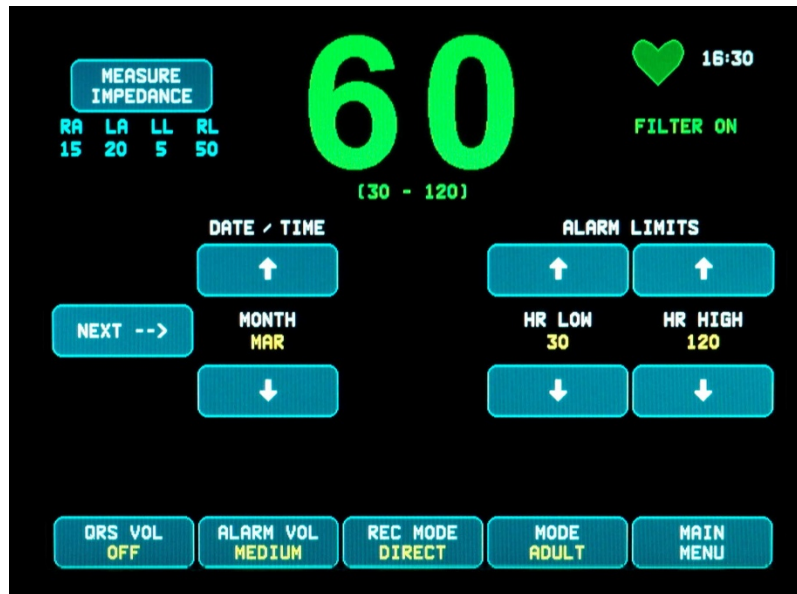 60
16:30
MEASURE
IMPEDANCE
RA LA LL RL
15 20 5 50
FILTER ON
(30 - 120)
DATE / TIME
ALARM LIMITS
NEXT -->
MONTH
MAR
HR LOW
30
HR HIGH
120
QRS VOL
OFF
ALARM VOL
MEDIUM
REC MODE
DIRECT
MODE
ADULT
MAIN
MENU